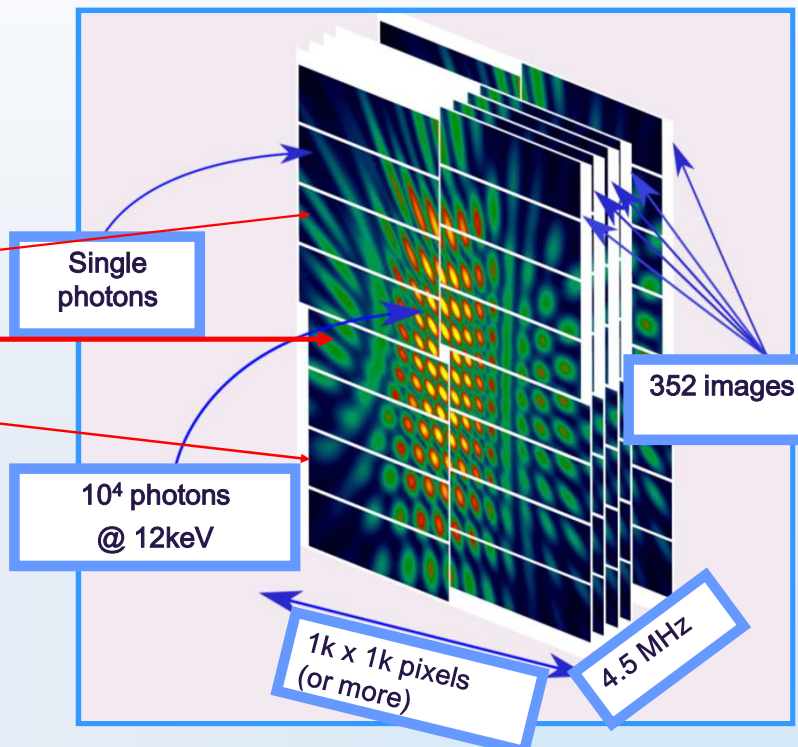 Single
photons
352 images
10⁴ photons
@ 12keV
1k x 1k pixels
(or more)
4.5 MHz